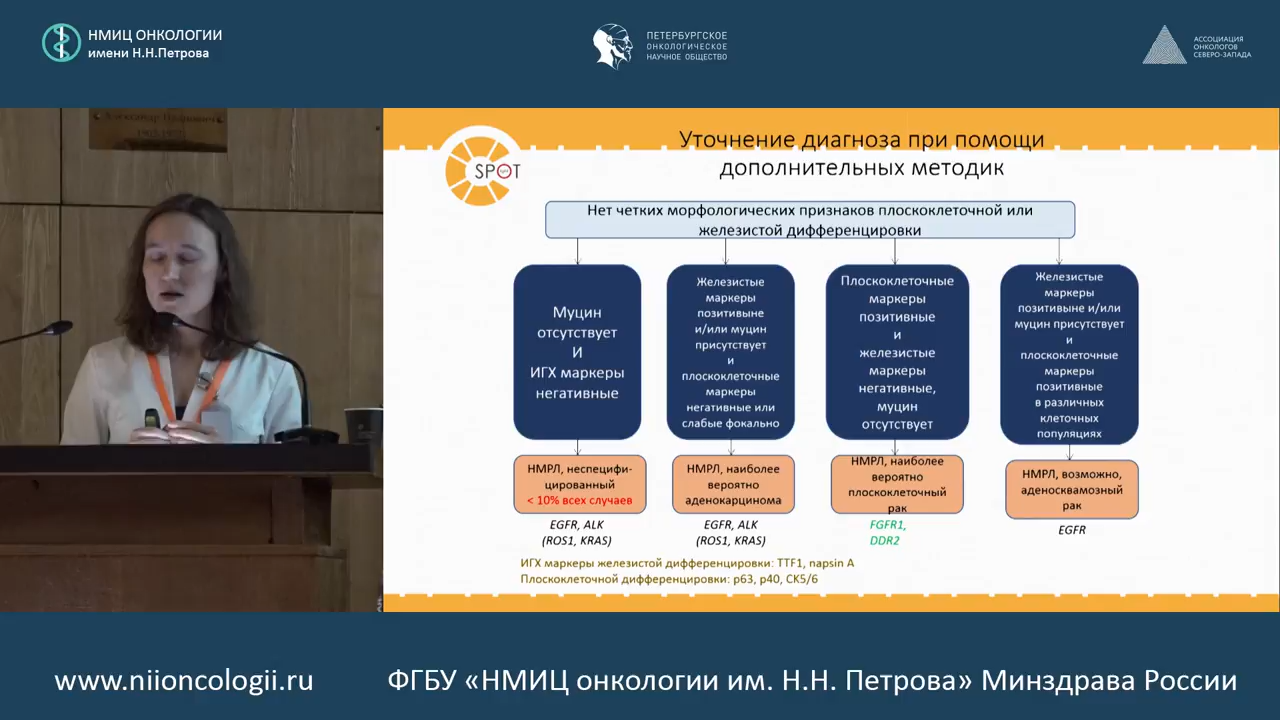 НМИЦ ОНКОЛОГИИ
имени Н.Н.Петрова
ПЕТЕРБУРГСКОЕ
ОНКОЛОГИЧЕСКОЕ
НАУЧНОЕ ОБЩЕСТВО
АССОЦИАЦИЯ
ОНКОЛОГОВ
СЕВЕРО-ЗАПАДА
SPOT
Уточнение диагноза при помощи
дополнительных методик
Нет четких морфологических признаков плоскоклеточной или
железистой дифференцировки
Муцин
отсутствует
И
ИГХ маркеры
негативные
Железистые
маркеры
позитивыне
и/или муцин
присутствует
и
плоскоклеточные
маркеры
негативные или
слабые фокально
Плоскоклеточные
маркеры
позитивные
и
железистые
маркеры
негативные,
муцин
отсутствует
Железистые
маркеры
позитивыне и/или
муцин присутствует
и
плоскоклеточные
маркеры
позитивные
в различных
клеточных
популяциях
НМРЛ, неспецифи-
цированный
< 10% всех случаев
НМРЛ, наиболее
вероятно
аденокарцинома
НМРЛ, наиболее
вероятно
плоскоклеточный
рак
НМРЛ, возможно,
аденосквамозный
рак
EGFR, ALK
(ROS1, KRAS)
EGFR, ALK
(ROS1, KRAS)
FGFR1,
DDR2
EGFR
ИГХ маркеры железистой дифференцировки: TTF1, napsin A
Плоскоклеточной дифференцировки: p63, p40, CK5/6
www.niioncologii.ru
ФГБУ «НМИЦ онкологии им. Н.Н. Петрова» Минздрава России